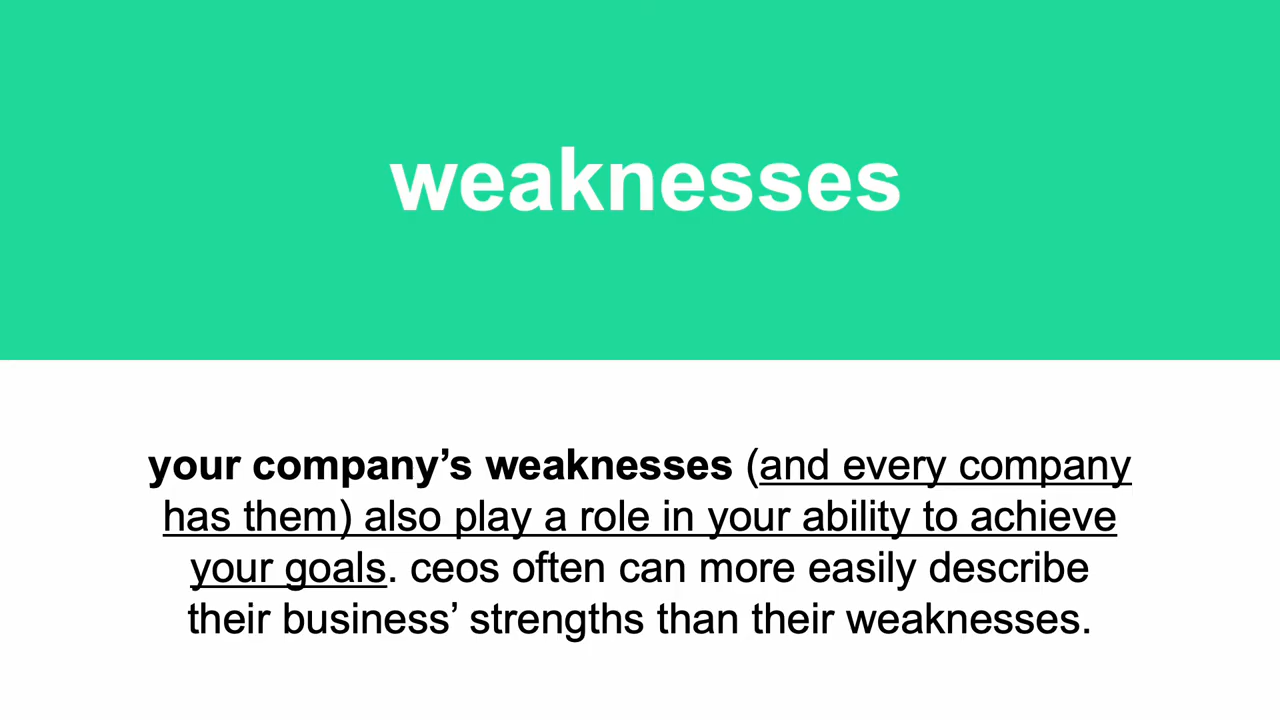 weaknesses
your company’s weaknesses (and every company
has them) also play a role in your ability to achieve
your goals. ceos often can more easily describe
their business’ strengths than their weaknesses.